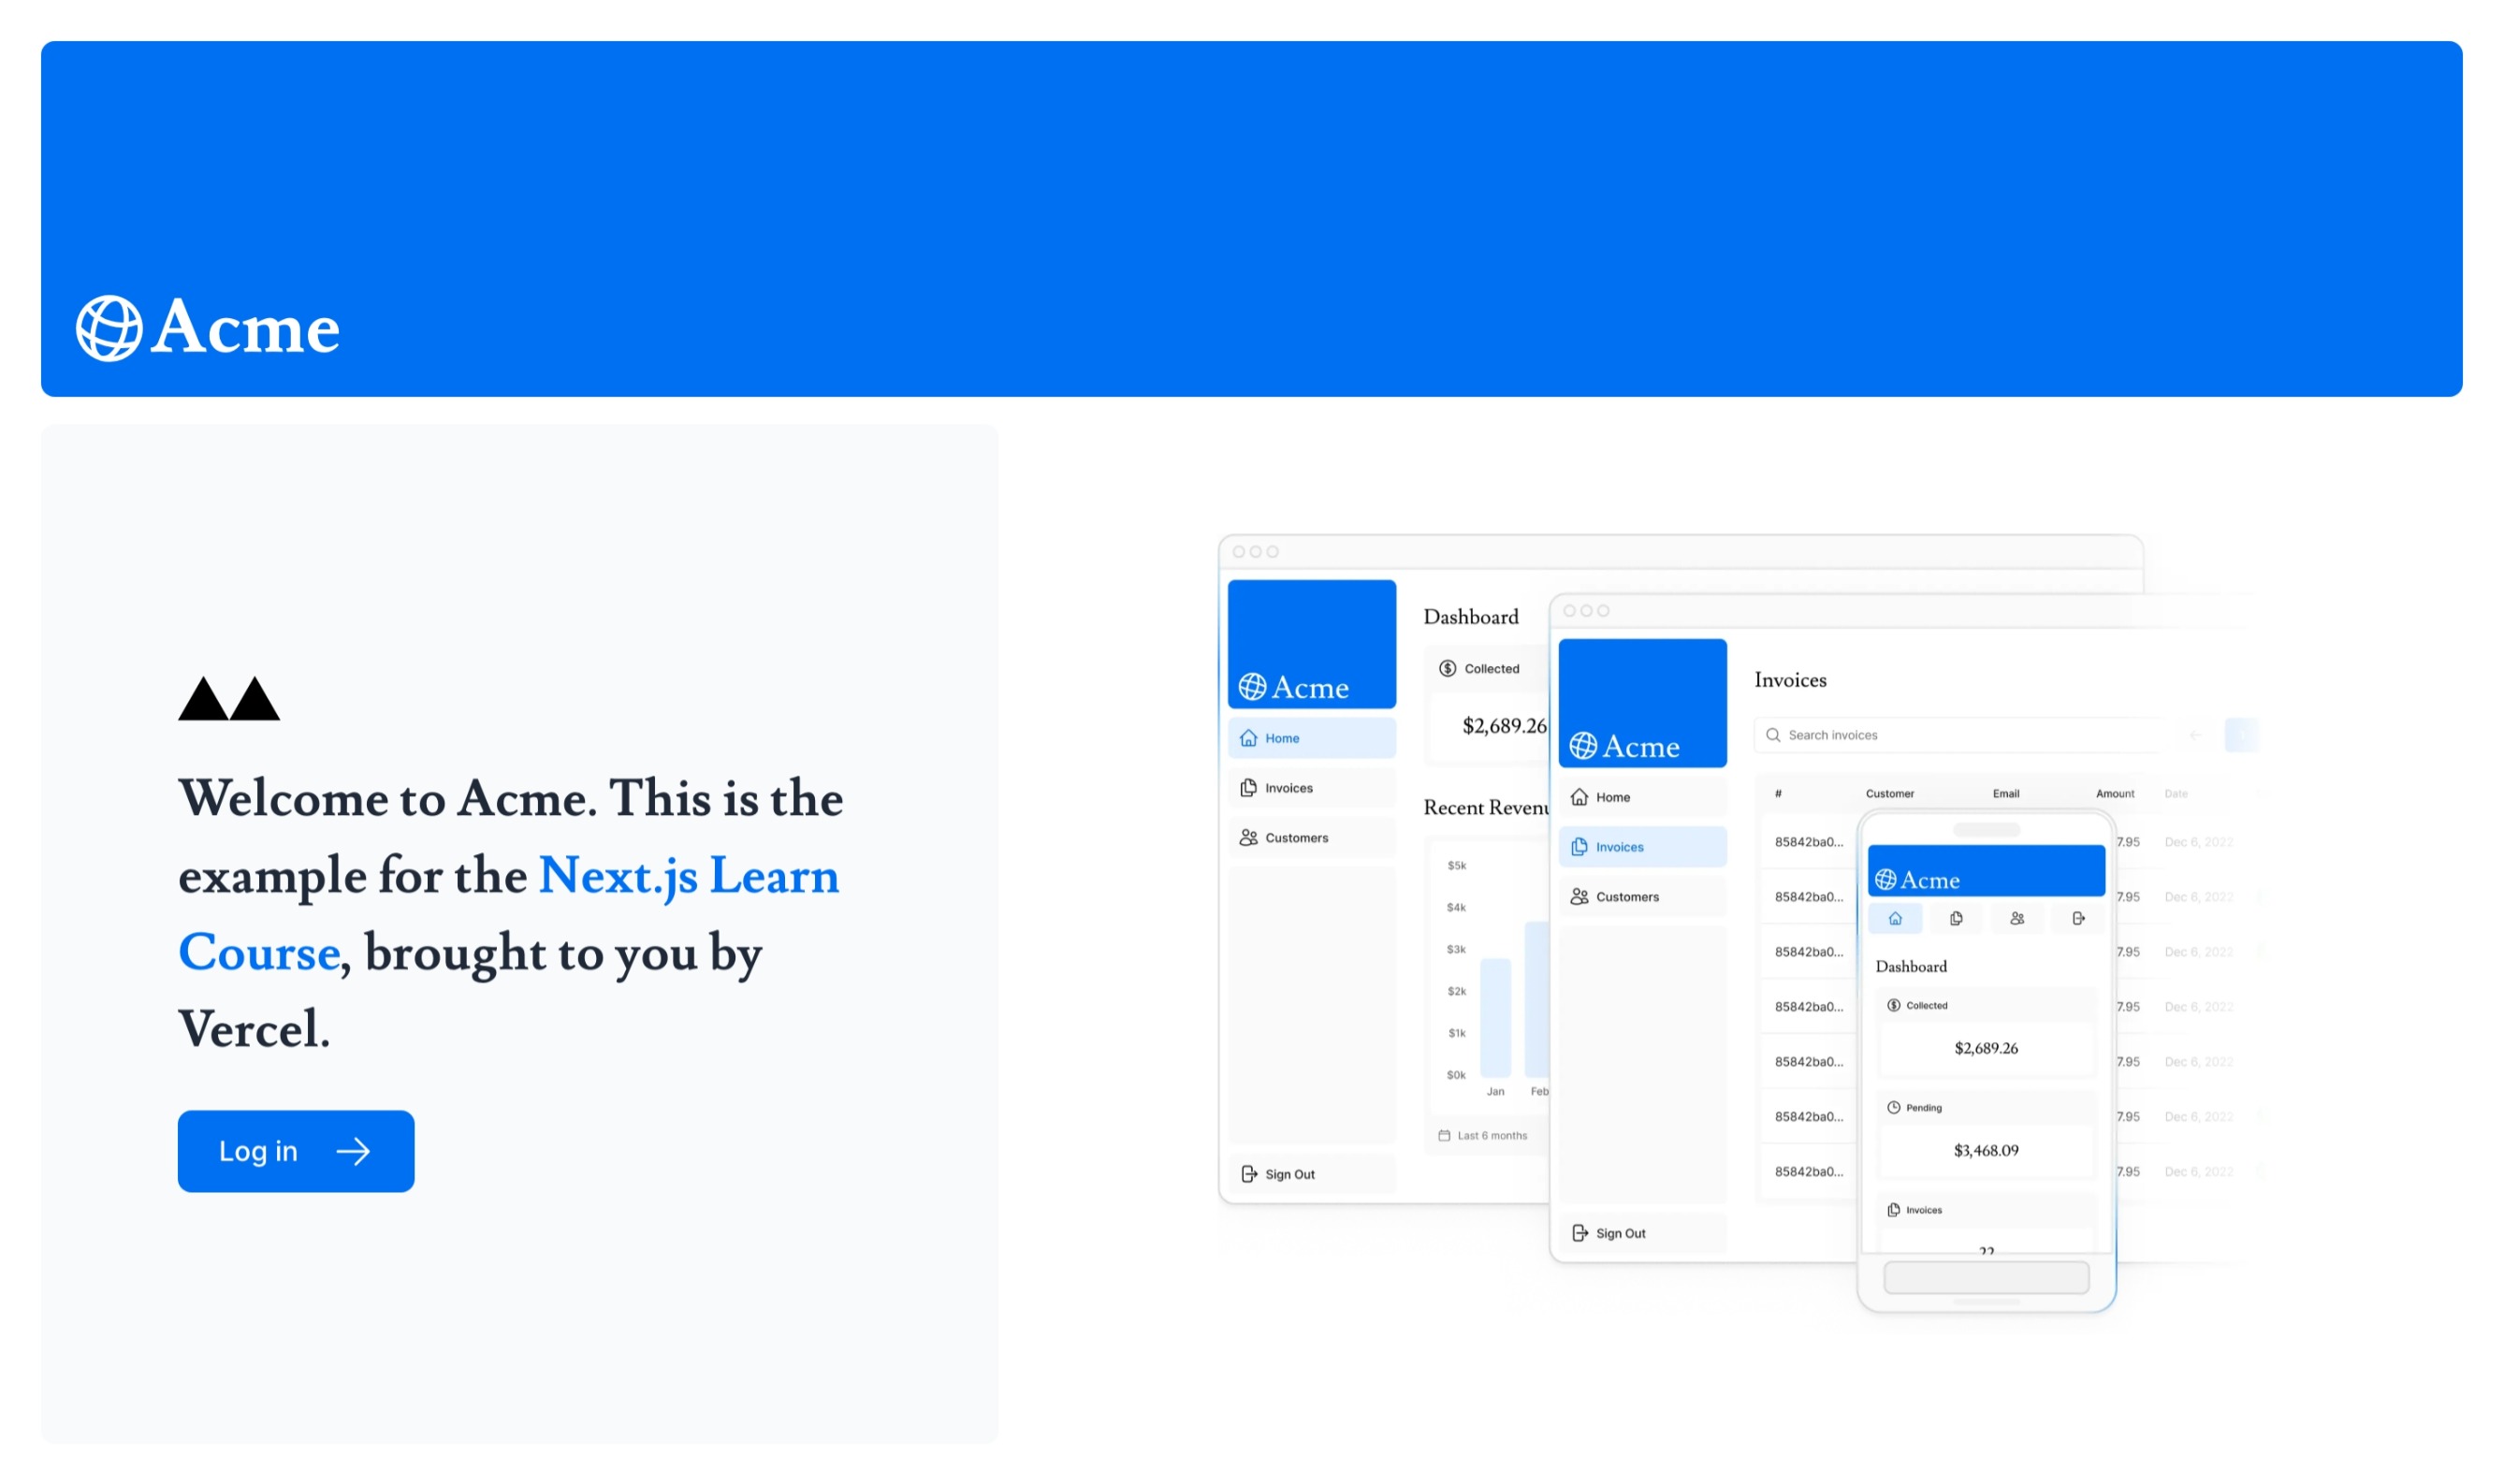 Acme
Welcome to Acme. This is the
example for the Next.js Learn
Course, brought to you by
Vercel.
Log in
Dashboard
Collected
$2,689.26
Acme
Home
Invoices
Customers
Recent Revenu
$5k
$4k
$3k
$2k
$1k
$0k
Jan Feb
Last 6 months
Sign Out
Invoices
Search invoices
Acme
Home
Invoices
Customers
Sign Out
# Customer Email Amount Date
85842ba0... 7.95 Dec 6, 2022
85842ba0... 7.95 Dec 6, 2022
85842ba0... 7.95 Dec 6, 2022
85842ba0... 7.95 Dec 6, 2022
85842ba0... 7.95 Dec 6, 2022
85842ba0... 7.95 Dec 6, 2022
85842ba0... 7.95 Dec 6, 2022
Acme
Dashboard
Collected
$2,689.26
Pending
$3,468.09
Invoices
22